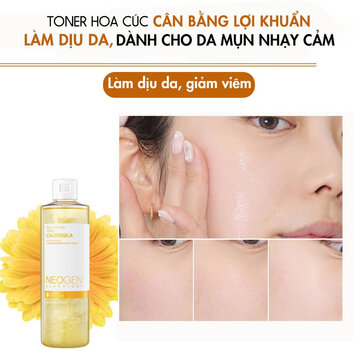 TONER HOA CÚC CÂN BẰNG LỢI KHUẨN
LÀM DỊU DA, DÀNH CHO DA MỤN NHẠY CẢM
Làm dịu da, giảm viêm
CALENDULA
NEOGEN